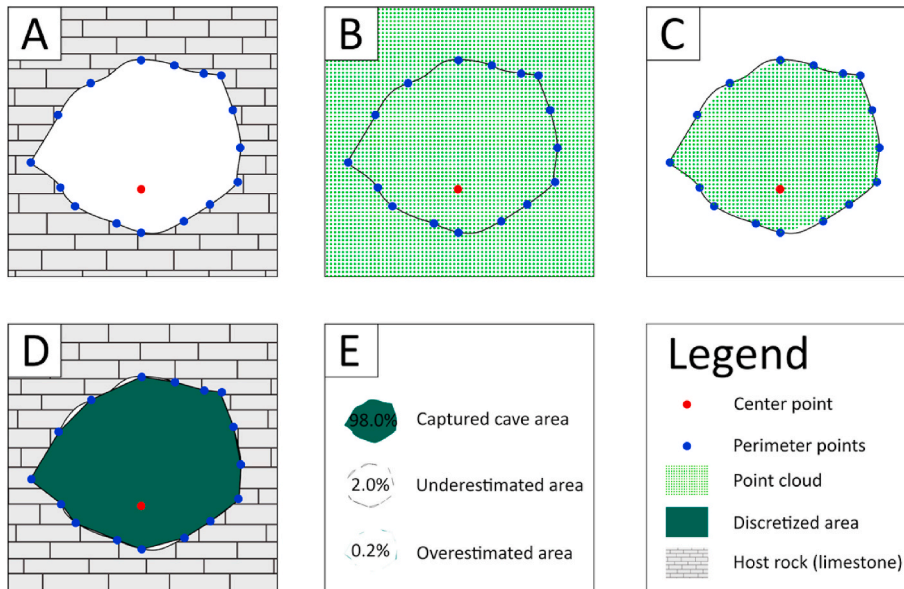 A
B
C
D
E
98.0%
Captured cave area
2.0%
Underestimated area
0.2%
Overestimated area
Legend
Center point
Perimeter points
Point cloud
Discretized area
Host rock (limestone)